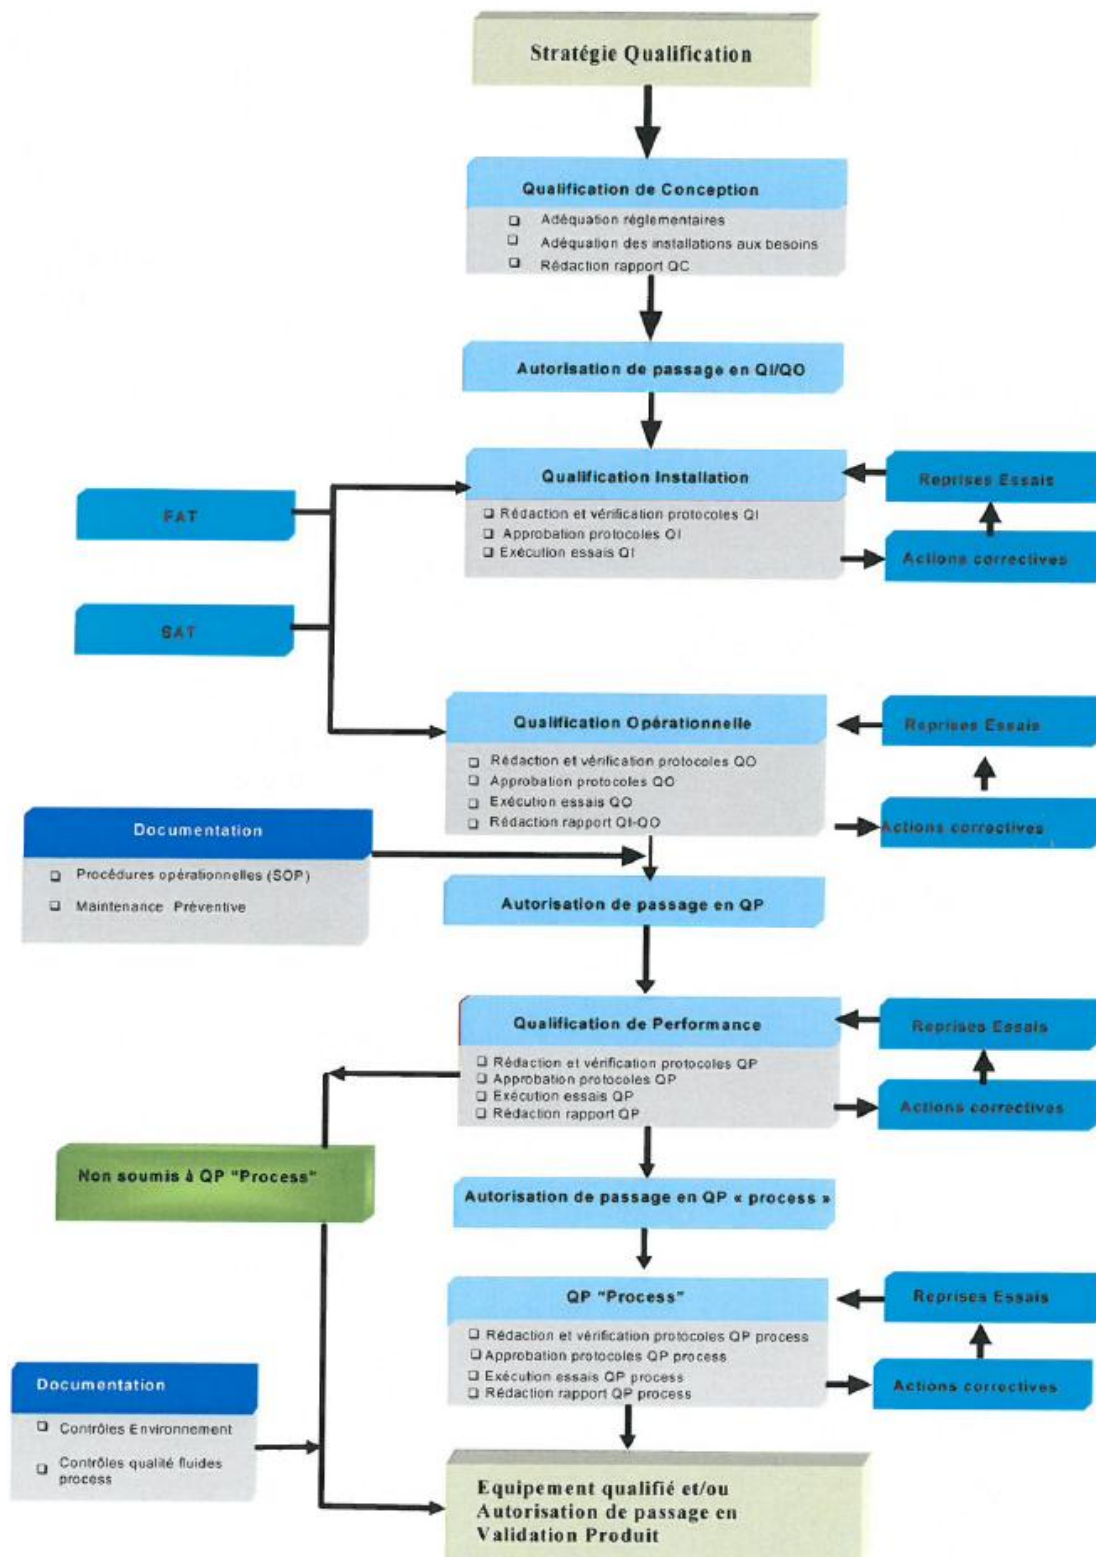 Stratégie Qualification
Qualification de Conception
❑ Adéquation réglementaires
❑ Adéquation des installations aux besoins
❑ Rédaction rapport QC
Autorisation de passage en QI/QO
Qualification Installation
❑ Rédaction et vérification protocoles QI
❑ Approbation protocoles QI
❑ Exécution essais QI
Reprises Essais
Actions correctives
FAT
SAT
Qualification Opérationnelle
❑ Rédaction et vérification protocoles QO
❑ Approbation protocoles QO
❑ Exécution essais QO
❑ Rédaction rapport QI-QO
Reprises Essais
Actions correctives
Documentation
❑ Procédures opérationnelles (SOP)
❑ Maintenance Préventive
Autorisation de passage en QP
Qualification de Performance
❑ Rédaction et vérification protocoles QP
❑ Approbation protocoles QP
❑ Exécution essais QP
❑ Rédaction rapport QP
Reprises Essais
Actions correctives
Non soumis à QP "Process"
Autorisation de passage en QP « process »
QP "Process"
❑ Rédaction et vérification protocoles QP process
❑ Approbation protocoles QP process
❑ Exécution essais QP process
❑ Rédaction rapport QP process
Reprises Essais
Actions correctives
Documentation
❑ Contrôles Environnement
❑ Contrôles qualité fluides
process
Equipement qualifié et/ou
Autorisation de passage en
Validation Produit